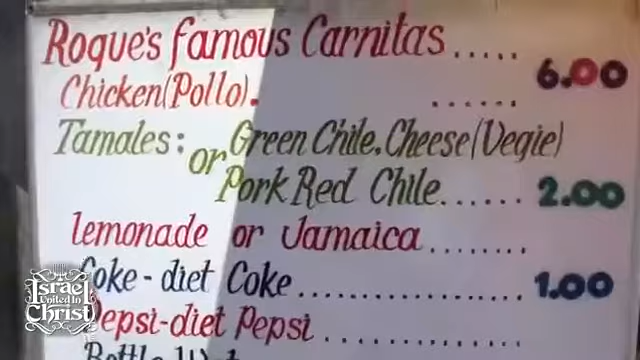 Roque's famous Carnitas ..... 6.00
Chicken(Pollo). ......
Tamales: Green Chile.Cheese(Vegie)
or Pork Red Chile...... 2.00
lemonade or Jamaica ........
Coke-diet Coke ................ 1.00
Pepsi-diet Pepsi ..............
Israel
United In
Christ